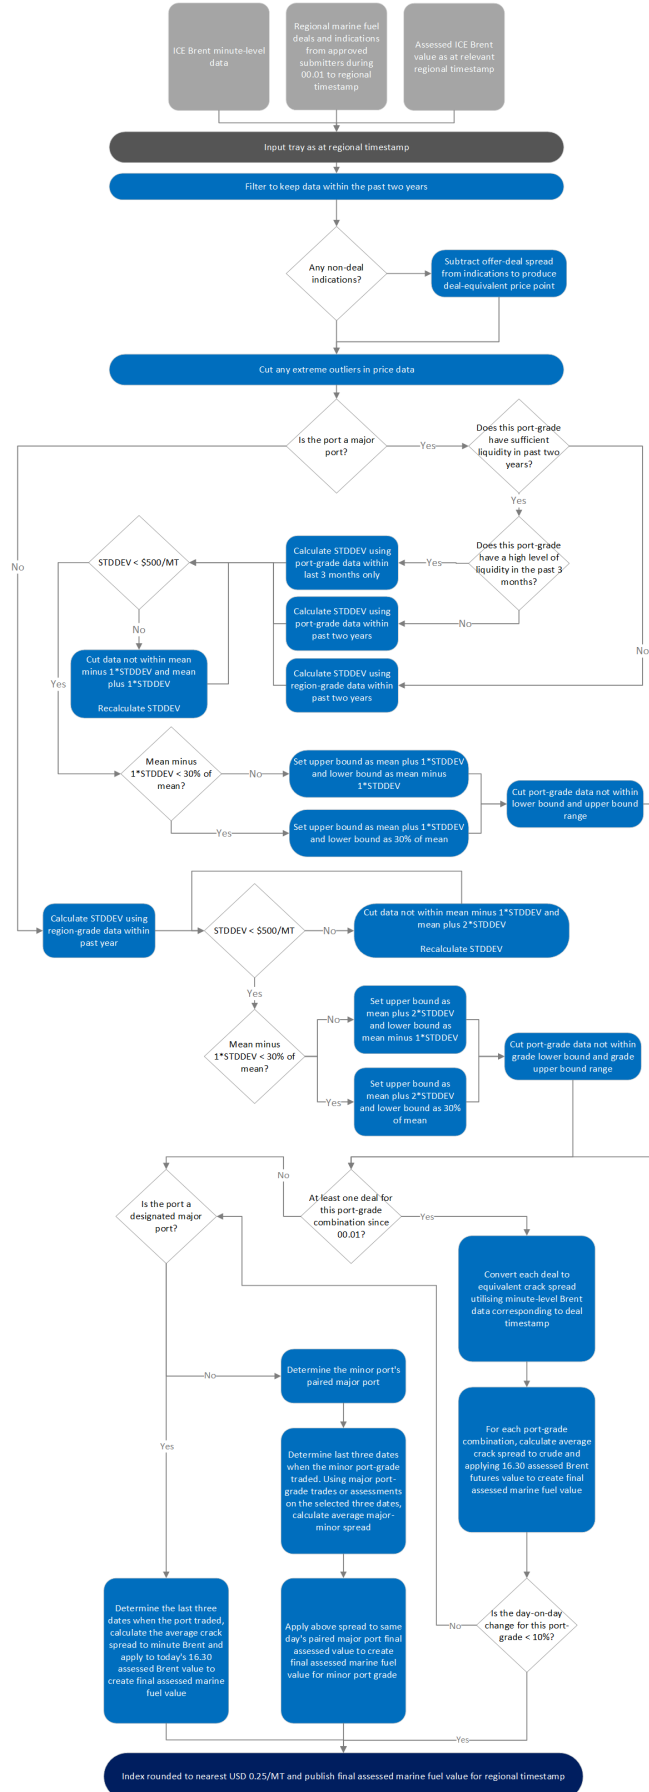 ICE Brent minute-level
data
Regional marine fuel
deals and indications
from approved
submitters during
00.01 to regional
timestamp
Assessed ICE Brent
value as at relevant
regional timestamp
Input tray as at regional timestamp
Filter to keep data within the past two years
Any non-deal
indications?
Subtract offer-deal spread
from indications to produce
deal-equivalent price point
Cut any extreme outliers in price data
Is the port a major
port?
Yes
Does this port-grade
have sufficient
liquidity in past two
years?
Yes
No
No
Does this port-grade
have a high level of
liquidity in the past 3
months?
Yes
Calculate STDDEV using
port-grade data within
last 3 months only
STDDEV < $500/MT
No
Calculate STDDEV using
port-grade data within
past two years
No
Cut data not within mean
minus 1*STDDEV and mean
plus 1*STDDEV
Recalculate STDDEV
Calculate STDDEV using
region-grade data within
past two years
Yes
Mean minus
1*STDDEV < 30% of
mean?
No
Set upper bound as mean plus 1*STDDEV
and lower bound as mean minus
1*STDDEV
Yes
Set upper bound as mean plus 1*STDDEV
and lower bound as 30% of mean
Cut port-grade data not within
lower bound and upper bound
range
Calculate STDDEV using
region-grade data within
past year
STDDEV < $500/MT
No
Cut data not within mean minus 1*STDDEV and
mean plus 2*STDDEV
Recalculate STDDEV
Yes
Mean minus
1*STDDEV < 30% of
mean?
No
Set upper bound as
mean plus 2*STDDEV
and lower bound as
mean minus 1*STDDEV
Yes
Set upper bound as
mean plus 2*STDDEV
and lower bound as 30%
of mean
Cut port-grade data not within
grade lower bound and grade
upper bound range
At least one deal for
this port-grade
combination since
00.01?
No
Yes
Is the port a
designated major
port?
Convert each deal to
equivalent crack spread
utilising minute-level Brent
data corresponding to deal
timestamp
No
Determine the minor port's
paired major port
Yes
Determine last three dates
when the minor port-grade
traded. Using major port-
grade trades or assessments
on the selected three dates,
calculate average major-
minor spread
For each port-grade
combination, calculate average
crack spread to crude and
applying 16.30 assessed Brent
futures value to create final
assessed marine fuel value
Determine the last three
dates when the port traded,
calculate the average crack
spread to minute Brent and
apply to today's 16.30
assessed Brent value to
create final assessed marine
fuel value
Apply above spread to same
day's paired major port final
assessed value to create
final assessed marine fuel
value for minor port grade
No
Is the day-on-day
change for this port-
grade < 10%?
Yes
Index rounded to nearest USD 0.25/MT and publish final assessed marine fuel value for regional timestamp